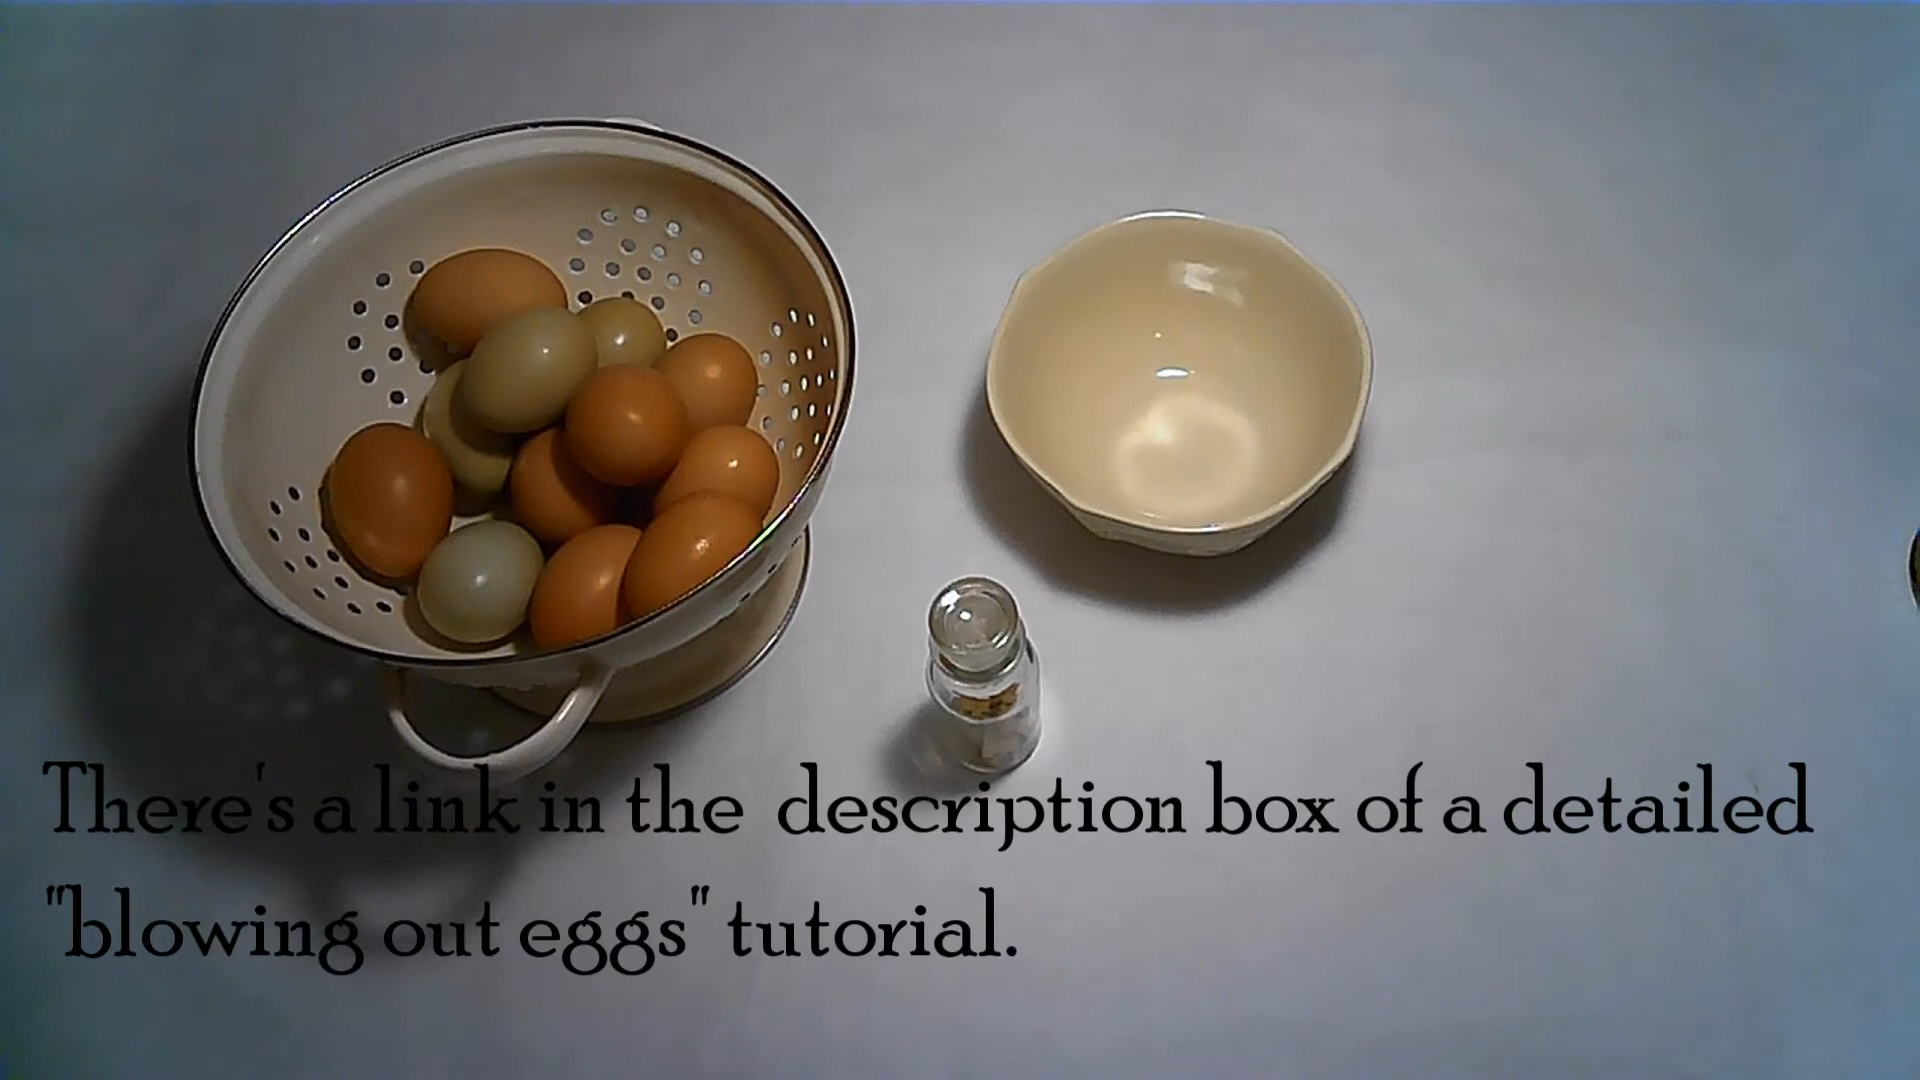 There's a link in the description box of a detailed
"blowing out eggs" tutorial.